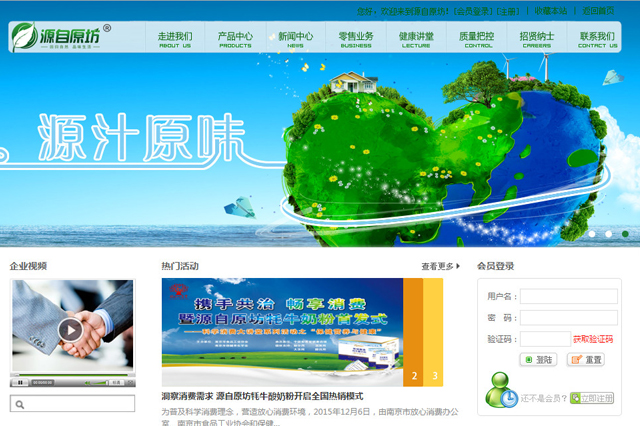 您好，欢迎来到源自原坊! [会员登录] [注册] | 收藏本站 | 返回首页
源自原坊®
走进我们 产品中心 新闻中心 零售业务 健康讲堂 质量把控 招贤纳士 联系我们
ABOUT US PRODUCTS NEWS BUSINESS LECTURE CONTROL CAREERS CONTACT US
源汁原味
企业视频 热门活动 查看更多 会员登录
携手共治 畅享消费
暨源自原坊牦牛奶粉首发式
2 3
用户名：
密 码：
验证码： 获取验证码
登陆 重置
还不是会员？ 立即注册
洞察消费需求 源自原坊牦牛酸奶粉开启全国热销模式
为普及科学消费理念，营造放心消费环境，2015年12月6日，由南京市放心消费办公
室、南京市食品工业协会和保健...